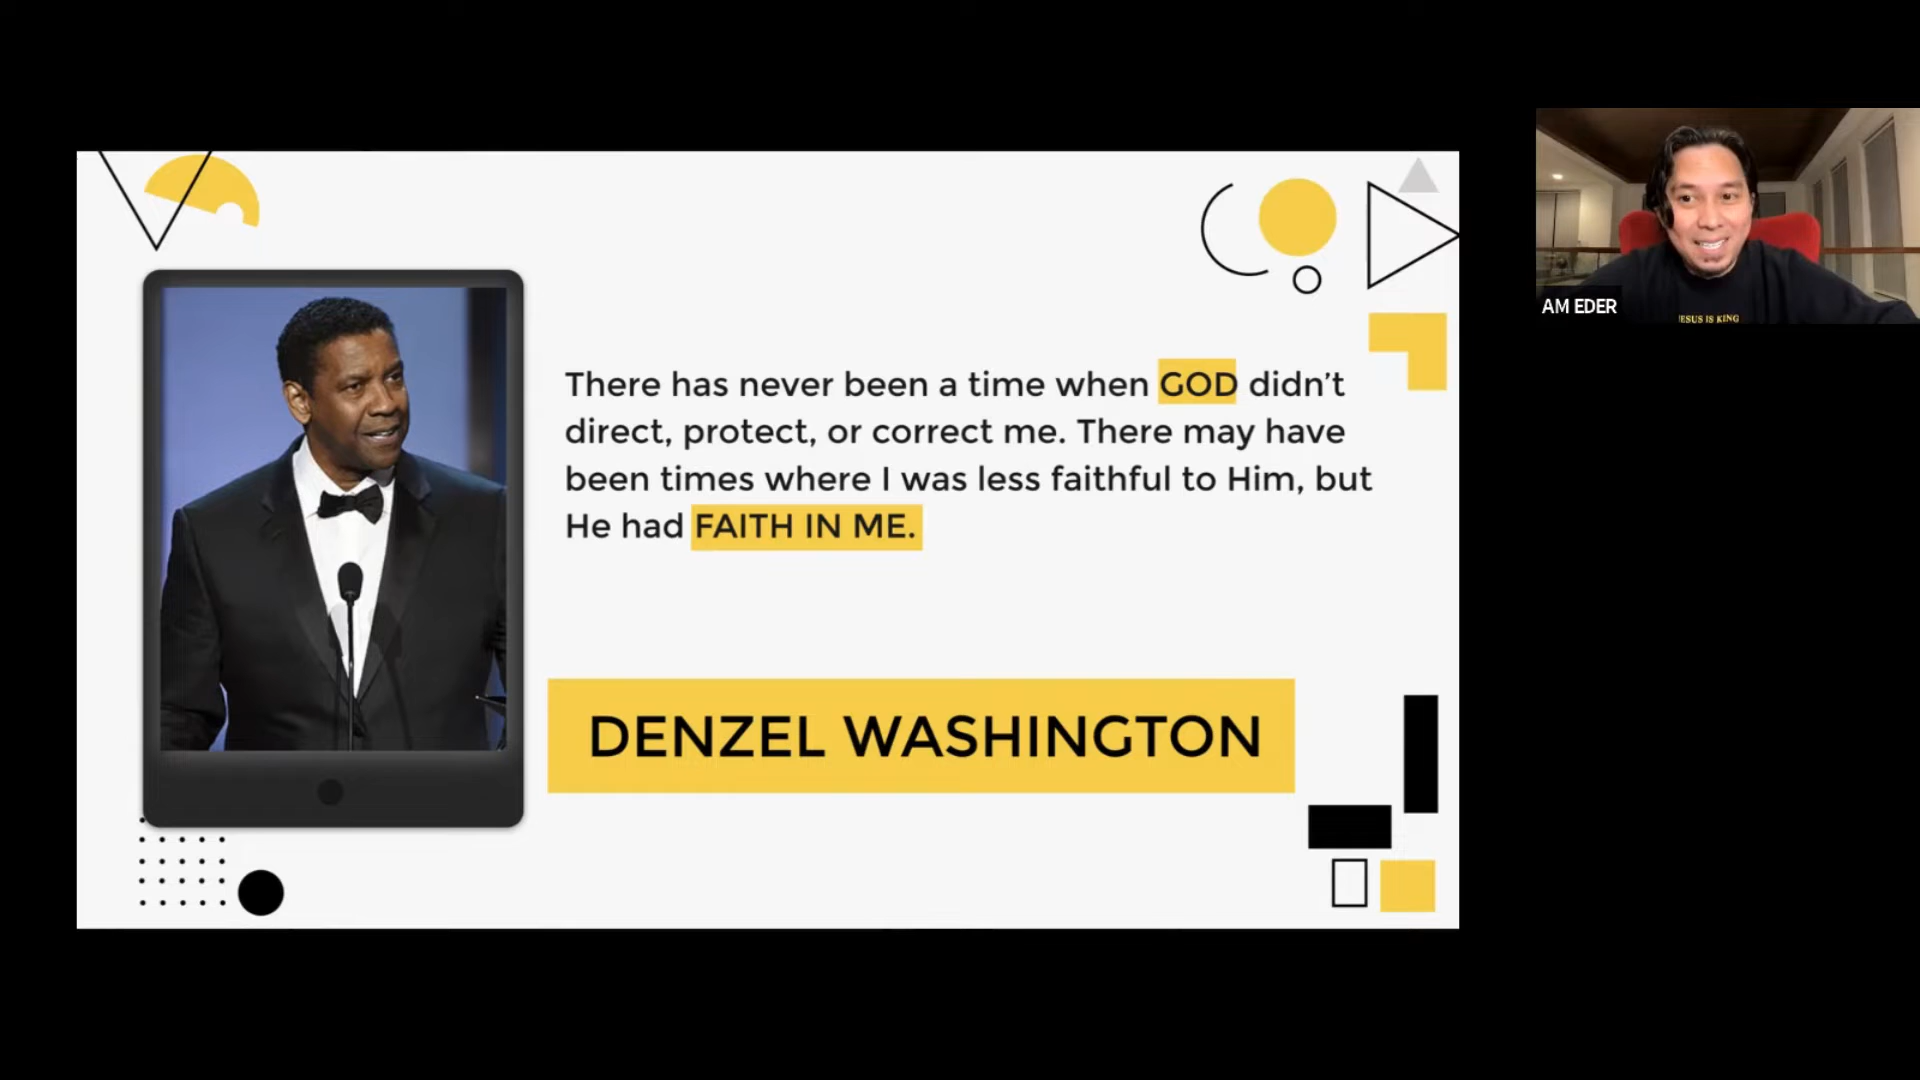 There has never been a time when GOD didn’t
direct, protect, or correct me. There may have
been times where I was less faithful to Him, but
He had FAITH IN ME.
DENZEL WASHINGTON
AM EDER
JESUS IS KING